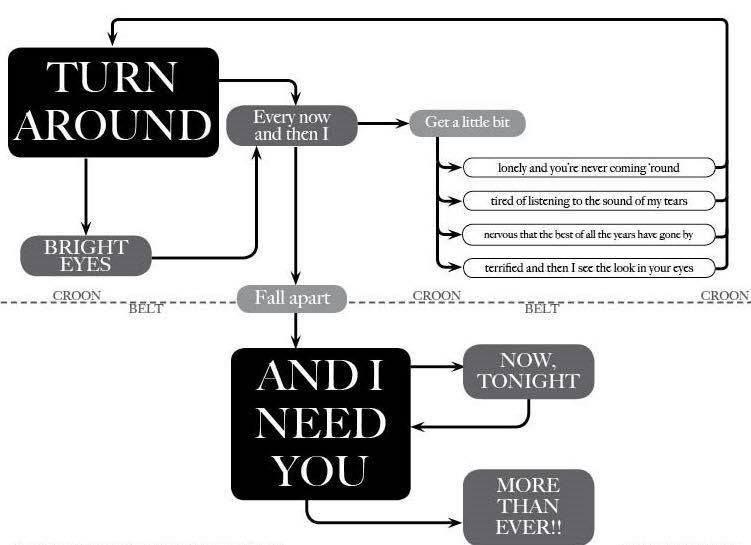 TURN
AROUND
Every now
and then I
Get a little bit
lonely and you're never coming 'round
tired of listening to the sound of my tears
nervous that the best of all the years have gone by
terrified and then I see the look in your eyes
BRIGHT
EYES
Fall apart
CROON
BELT
CROON
BELT
CROON
AND I
NEED
YOU
NOW,
TONIGHT
MORE
THAN
EVER!!